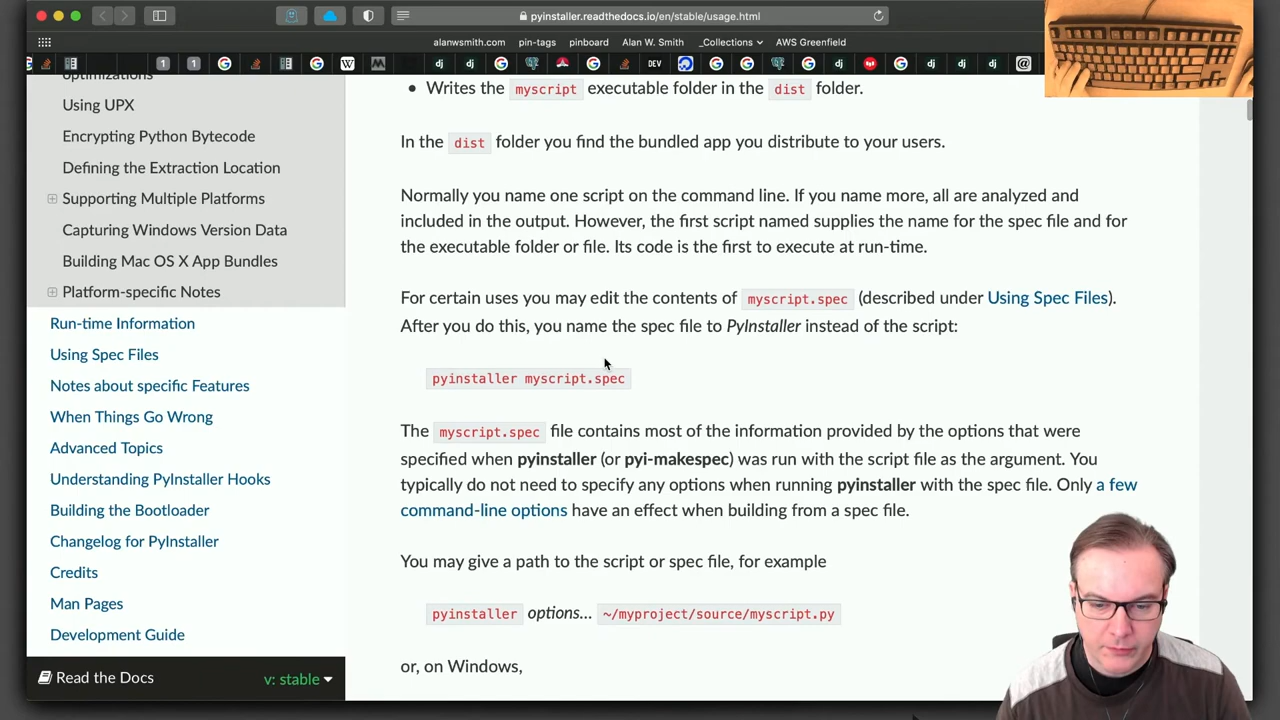 pyinstaller.readthedocs.io/en/stable/usage.html
alanwsmith.com pin-tags pinboard Alan W. Smith _Collections AWS Greenfield
1 1 G G W dj dj G G G DEV G G dj dj G dj dj dj @
optimizations
Using UPX
Encrypting Python Bytecode
Defining the Extraction Location
Supporting Multiple Platforms
Capturing Windows Version Data
Building Mac OS X App Bundles
Platform-specific Notes
Run-time Information
Using Spec Files
Notes about specific Features
When Things Go Wrong
Advanced Topics
Understanding PyInstaller Hooks
Building the Bootloader
Changelog for PyInstaller
Credits
Man Pages
Development Guide
Read the Docs v: stable
• Writes the myscript executable folder in the dist folder.
In the dist folder you find the bundled app you distribute to your users.
Normally you name one script on the command line. If you name more, all are analyzed and
included in the output. However, the first script named supplies the name for the spec file and for
the executable folder or file. Its code is the first to execute at run-time.
For certain uses you may edit the contents of myscript.spec (described under Using Spec Files).
After you do this, you name the spec file to PyInstaller instead of the script:
pyinstaller myscript.spec
The myscript.spec file contains most of the information provided by the options that were
specified when pyinstaller (or pyi-makespec) was run with the script file as the argument. You
typically do not need to specify any options when running pyinstaller with the spec file. Only a few
command-line options have an effect when building from a spec file.
You may give a path to the script or spec file, for example
pyinstaller options... ~/myproject/source/myscript.py
or, on Windows,